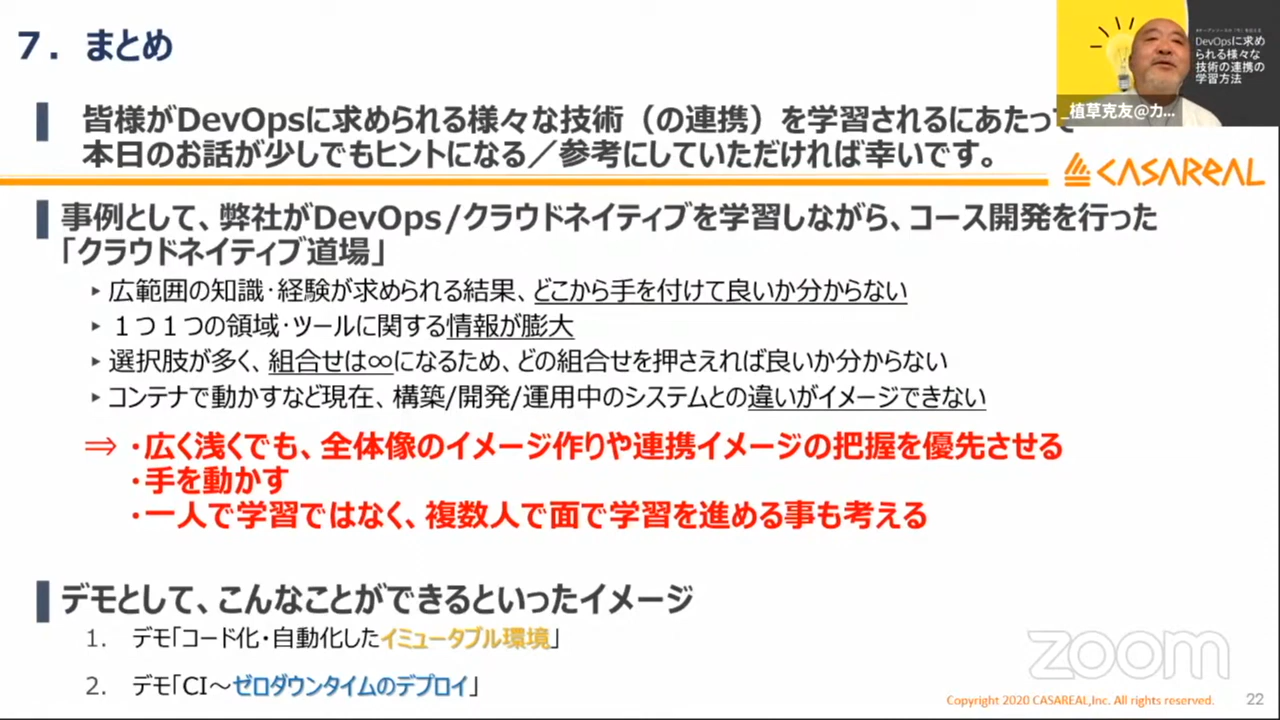 7．まとめ
皆様がDevOpsに求められる様々な技術（の連携）を学習されるにあたって
本日のお話が少しでもヒントになる／参考にしていただければ幸いです。
DevOpsに求め
られる様々な
技術の連携の
学習方法
_植草克友@カ...
CASAREAL
事例として、弊社がDevOps/クラウドネイティブを学習しながら、コース開発を行った
「クラウドネイティブ道場」
▸ 広範囲の知識・経験が求められる結果、どこから手を付けて良いか分からない
▸ １つ１つの領域・ツールに関する情報が膨大
▸ 選択肢が多く、組合せは∞になるため、どの組合せを押さえれば良いか分からない
▸ コンテナで動かすなど現在、構築/開発/運用中のシステムとの違いがイメージできない
⇒ ・広く浅くでも、全体像のイメージ作りや連携イメージの把握を優先させる
・手を動かす
・一人で学習ではなく、複数人で面で学習を進める事も考える
デモとして、こんなことができるといったイメージ
1. デモ「コード化・自動化したイミュータブル環境」
2. デモ「CI～ゼロダウンタイムのデプロイ」
zoom
Copyright 2020 CASAREAL,Inc. All rights reserved.
22